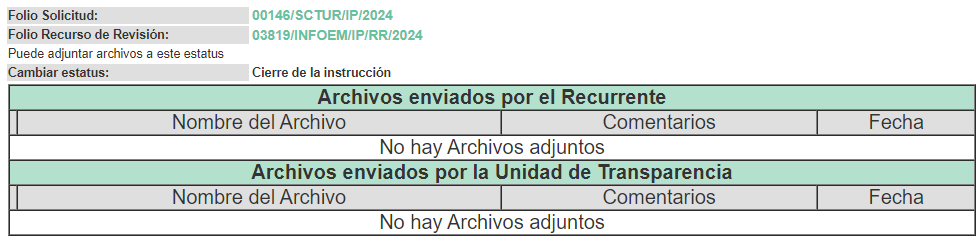 Folio Solicitud: 00146/SCTUR/IP/2024
Folio Recurso de Revisión: 03819/INFOEM/IP/RR/2024
Puede adjuntar archivos a este estatus
Cambiar estatus: Cierre de la instrucción
Archivos enviados por el Recurrente
Nombre del Archivo Comentarios Fecha
No hay Archivos adjuntos
Archivos enviados por la Unidad de Transparencia
Nombre del Archivo Comentarios Fecha
No hay Archivos adjuntos